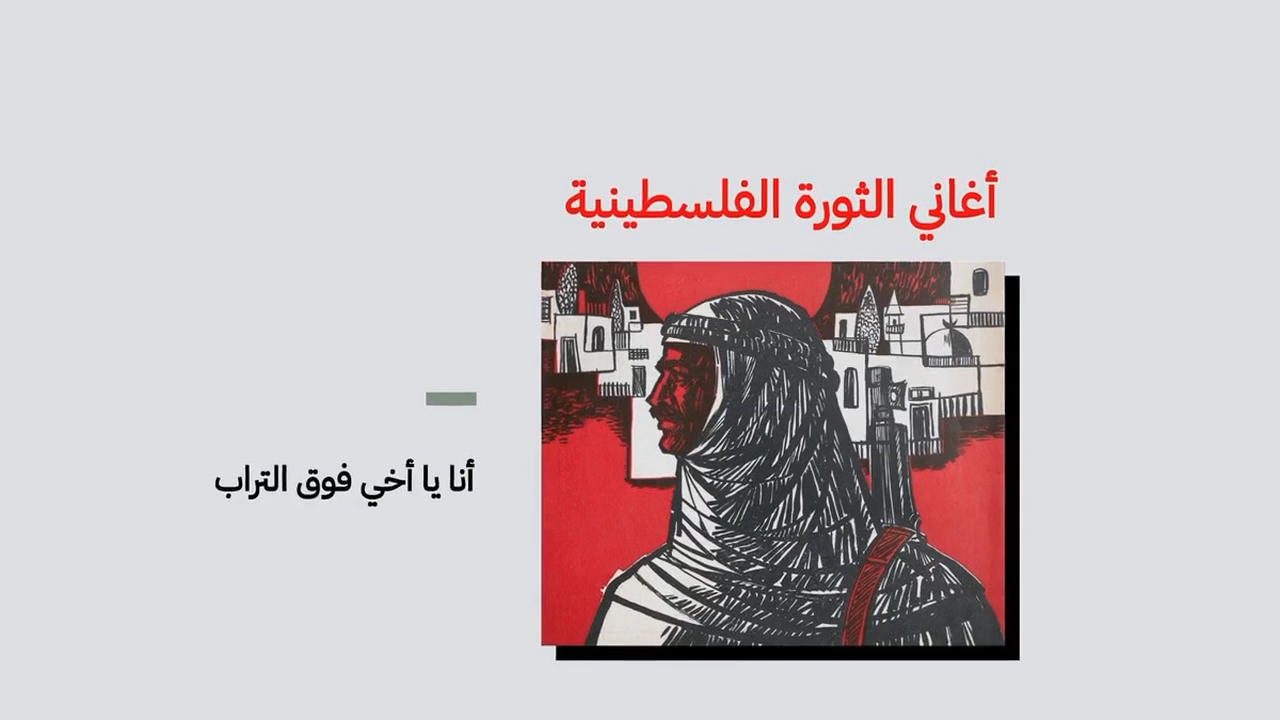 أغاني الثورة الفلسطينية
أنا يا أخي فوق التراب